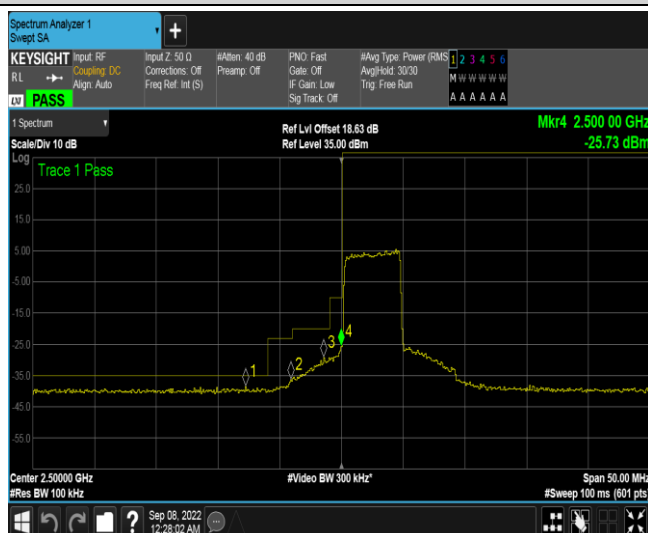 Spectrum Analyzer 1
Swept SA
+
KEYSIGHT
RL
LXI PASS
Input: RF
Coupling: DC
Align: Auto
Input Z: 50 Ω
Corrections: Off
Freq Ref: Int (S)
#Atten: 40 dB
Preamp: Off
PNO: Fast
Gate: Off
IF Gain: Low
Sig Track: Off
#Avg Type: Power (RMS
Avg|Hold: 30/30
Trig: Free Run
1 2 3 4 5 6
M W W W W W
A A A A A A
1 Spectrum
Scale/Div 10 dB
Ref Lvl Offset 18.63 dB
Ref Level 35.00 dBm
Mkr4 2.500 00 GHz
-25.73 dBm
Log
Trace 1 Pass
25.0
15.0
5.00
-5.00
-15.0
-25.0
-35.0
-45.0
-55.0
1
2
3
4
Center 2.50000 GHz
#Res BW 100 kHz
#Video BW 300 kHz*
Span 50.00 MHz
#Sweep 100 ms (601 pts)
?
Sep 08, 2022
12:28:02 AM